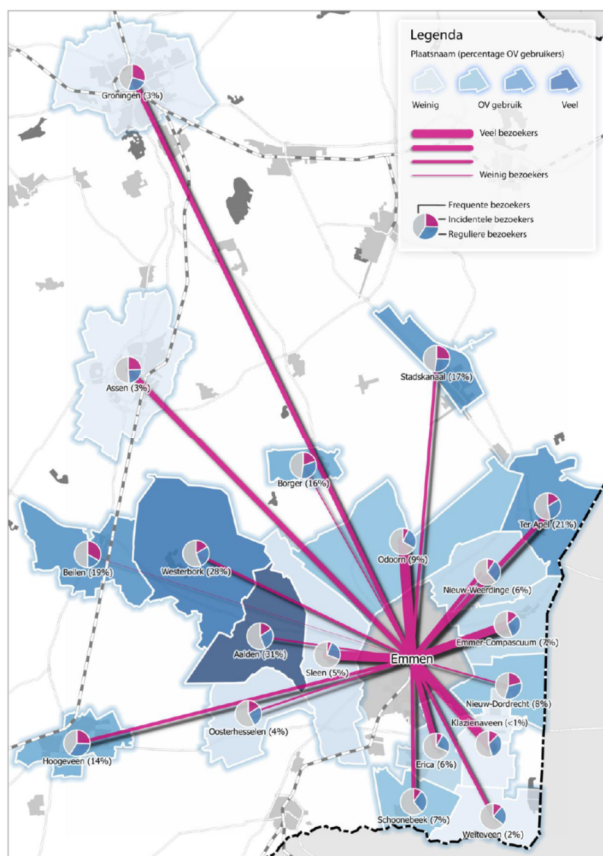 Legenda
Plaatsnaam (percentage OV gebruikers)
Weinig
OV gebruik
Veel
Veel bezoekers
Weinig bezoekers
Frequente bezoekers
Incidentele bezoekers
Reguliere bezoekers
Groningen (3%)
Assen (3%)
Stadskanaal (17%)
Borger (16%)
Ter Apel (21%)
Odoorn (9%)
Beilen (19%)
Westerbork (28%)
Nieuw-Weerdinge (6%)
Emmer-Compascuum (7%)
Aalden (31%)
Sleen (5%)
Emmen
Nieuw-Dordrecht (8%)
Oosterhesselen (4%)
Klazienaveen (<1%)
Hoogeveen (14%)
Erica (6%)
Schoonebeek (7%)
Weiteveen (2%)